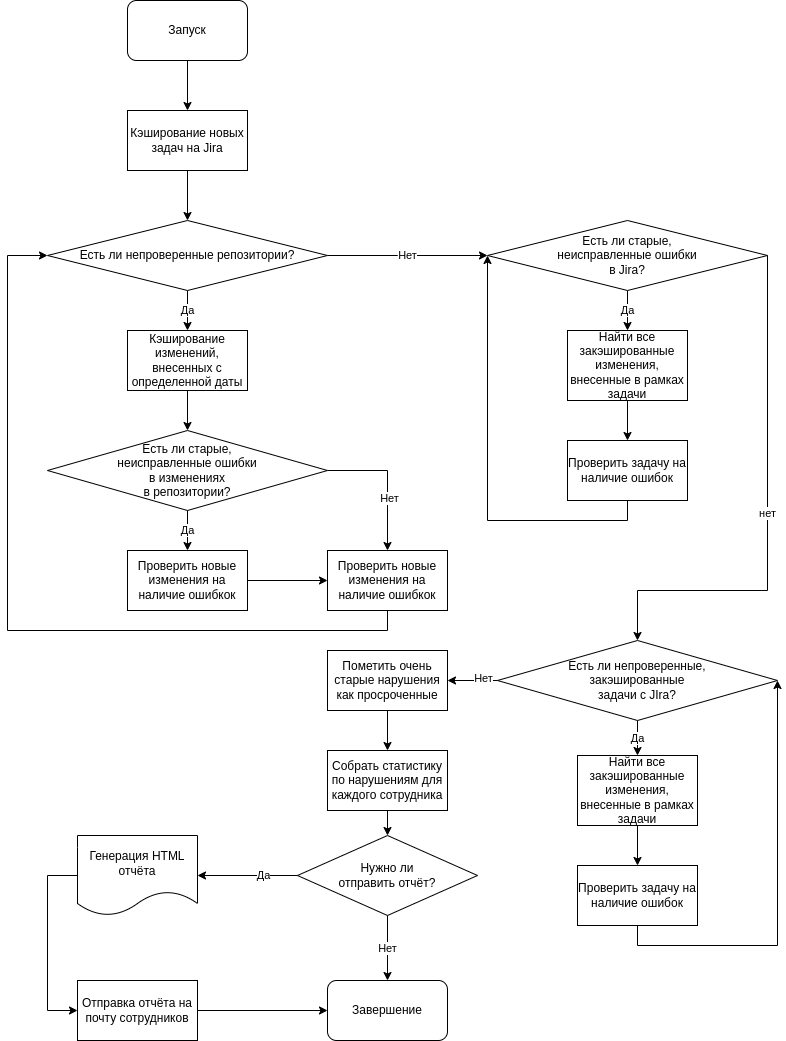 Запуск
Кэширование новых
задач на Jira
Есть ли непроверенные репозитории?
Нет
Есть ли старые,
неисправленные ошибки
в Jira?
Да
Кэширование
изменений,
внесенных с
определенной даты
Да
Найти все
закэшированные
изменения,
внесенные в рамках
задачи
Есть ли старые,
неисправленные ошибки
в изменениях
в репозитории?
Проверить задачу на
наличие ошибок
Нет
нет
Да
Проверить новые
изменения на
наличие ошибкок
Проверить новые
изменения на
наличие ошибкок
Есть ли непроверенные,
закэшированные
задачи с JIra?
Нет
Пометить очень
старые нарушения
как просроченные
Да
Найти все
закэшированные
изменения,
внесенные в рамках
задачи
Собрать статистику
по нарушениям для
каждого сотрудника
Нужно ли
отправить отчёт?
Да
Генерация HTML
отчёта
Проверить задачу на
наличие ошибок
Нет
Отправка отчёта на
почту сотрудников
Завершение